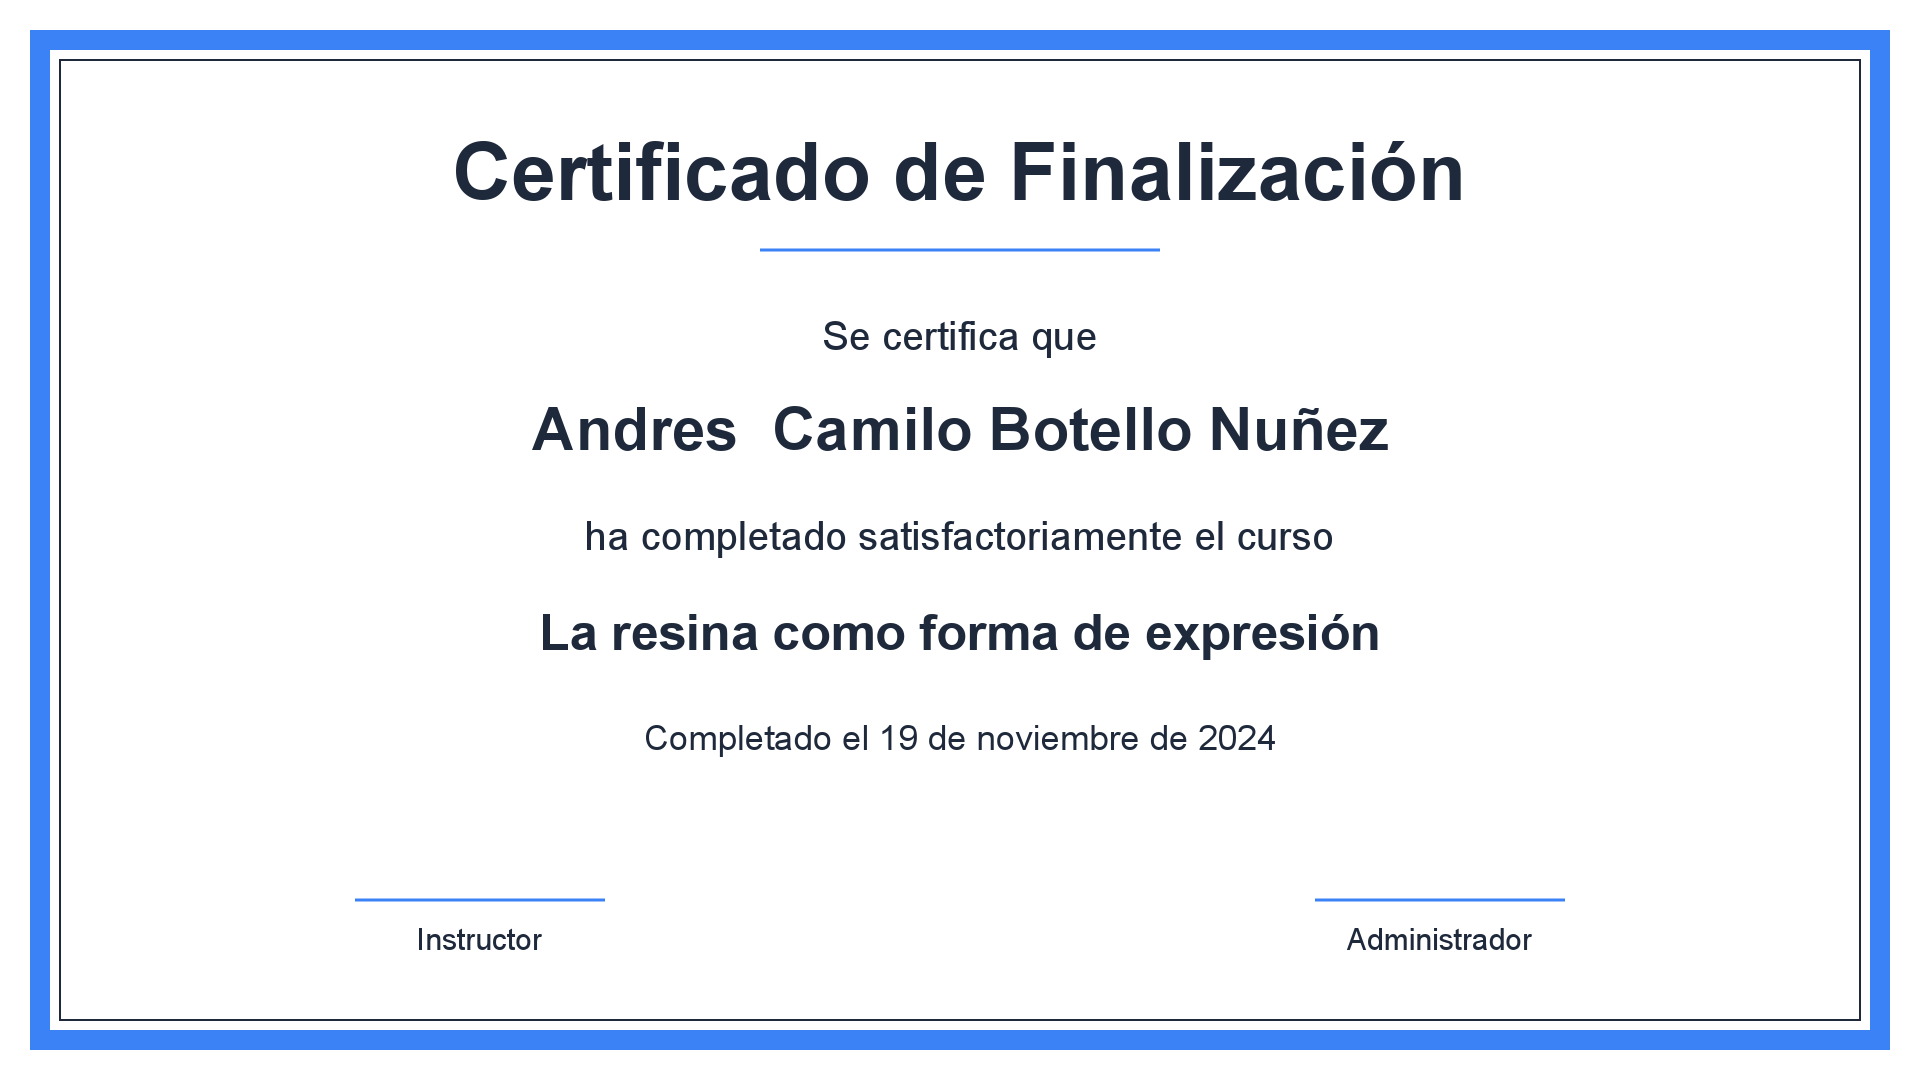 Certificado de Finalización
Se certifica que
Andres  Camilo Botello Nuñez
ha completado satisfactoriamente el curso
La resina como forma de expresión
Completado el 19 de noviembre de 2024
Instructor
Administrador